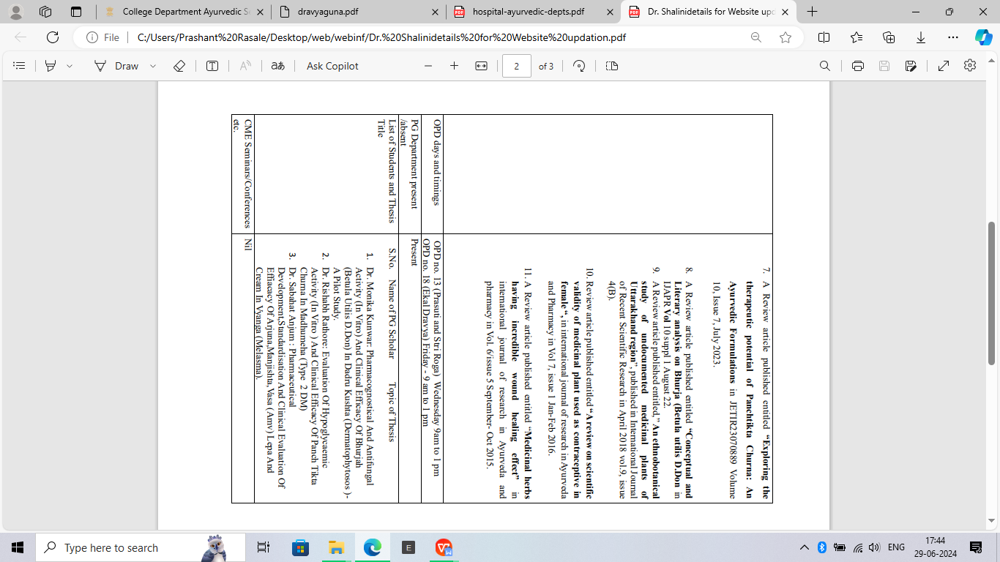 College Department Ayurvedic Se
dravyaguna.pdf
hospital-ayurvedic-depts.pdf
Dr. Shalinidetails for Website upd
File
C:/Users/Prashant%20Rasale/Desktop/web/webinf/Dr.%20Shalinidetails%20for%20Website%20updation.pdf
Draw
Ask Copilot
2
of 3
7. A Review article published entitled “Exploring the
therapeutic potential of Panchtikta Churna: An
Ayurvedic Formulations in JETIR23070889 Volume
10, Issue 7, July 2023.
8. A Review article published entitled “Conceptual and
Literary analysis on Bhurja (Betula utilis D.Don in
IJAPR Vol 10 suppl 1 August 22.
9. A Review article published entitled,” An ethnobotanical
study of undocumented medicinal plants of
Uttarakhand region”, published in International Journal
of Recent Scientific Research in April 2018 vol.9, issue
4(B).
10. Review article published entitled “A review on scientific
validity of medicinal plant used as contraceptive in
female “, in international journal of research in Ayurveda
and Pharmacy in Vol 7, issue 1 Jan-Feb 2016.
11. A Review article published entitled “Medicinal herbs
having incredible wound healing effect” in
international journal of research in Ayurveda and
pharmacy in Vol. 6/issue 5 September- Oct 2015.
OPD days and timings
OPD no. 13 (Prasuti and Stri Roga) Wednesday 9am to 1 pm
OPD no. 18 (Ekal Dravya) Friday - 9 am to 1 pm
PG Department present
/absent
Present
List of Students and Thesis
Title
S.No. Name of PG Scholar Topic of Thesis
1. Dr. Monika Kunwar: Pharmacognostical And Antifungal
Activity (In Vitro) And Clinical Efficacy Of Bhurjah
(Betula Utilis D.Don) In Dadru Kushta (Dermatophytosos )-
A Pilot Study.
2. Dr. Rishabh Rathore: Evaluation Of Hypoglycaemic
Activity (In Vitro ) And Clinical Efficacy Of Panch Tikta
Churna In Madhumeha (Type 2 DM)
3. Dr. Sabahat Anjum : Pharmaceutical
Development,Standardisation And Clinical Evaluation Of
Effiacacy Of Arjuna,Manjishta,Vasa (Amv) Lepa And
Cream In Vyanga (Melasma).
CME Seminars/Conferences
etc.
Nil
Type here to search
ENG
17:44
29-06-2024